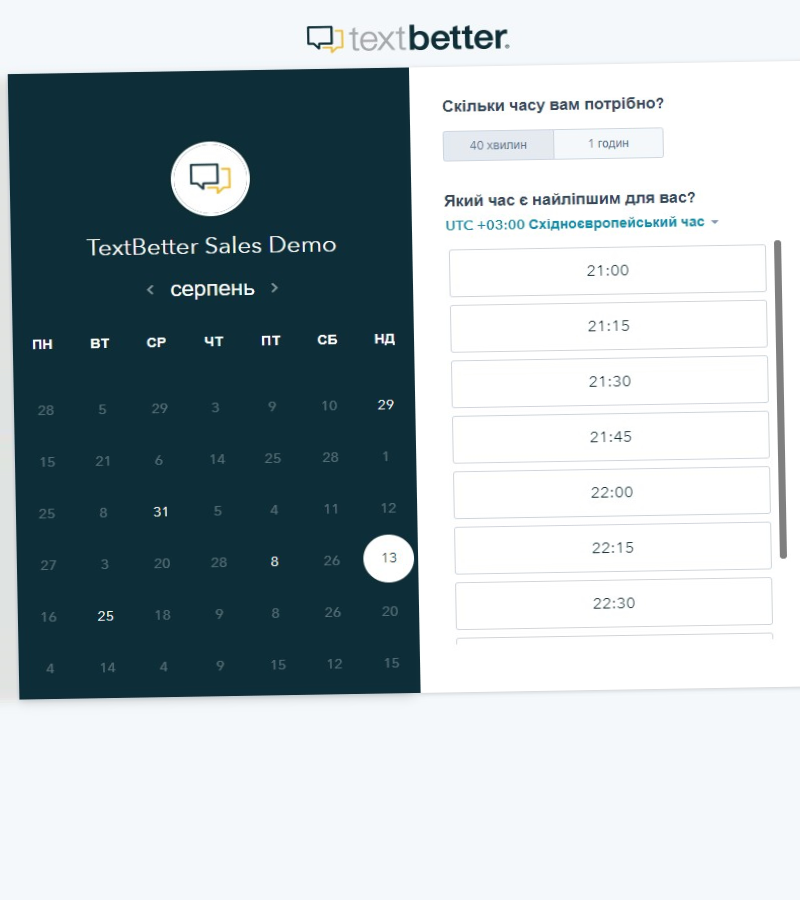 textbetter.
TextBetter Sales Demo
серпень
ПН ВТ СР ЧТ ПТ СБ НД
28 5 29 3 9 10 29
15 21 6 14 25 28 1
25 8 31 5 4 11 12
27 3 20 28 8 26 13
16 25 18 9 8 26 20
4 14 4 9 15 12 15
Скільки часу вам потрібно?
40 хвилин 1 годин
Який час є найліпшим для вас?
UTC +03:00 Східноєвропейський час
21:00
21:15
21:30
21:45
22:00
22:15
22:30